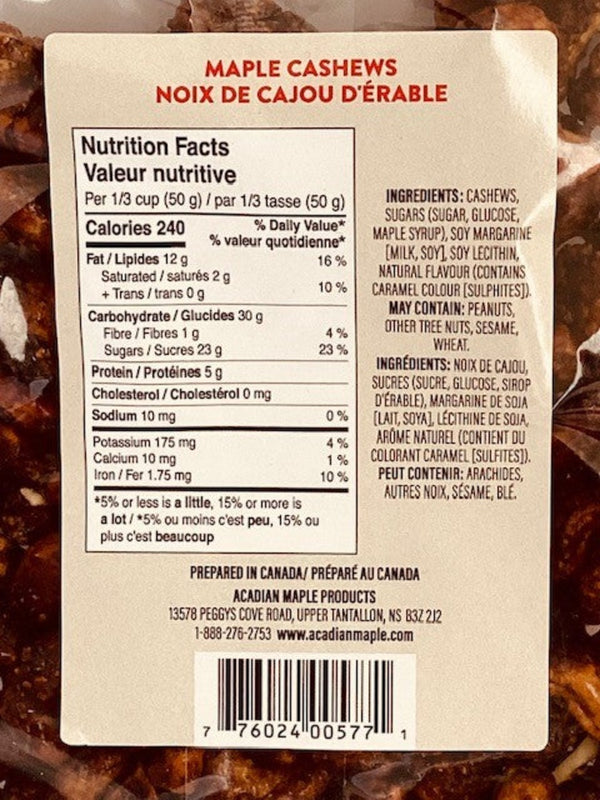 MAPLE CASHEWS
NOIX DE CAJOU D'ÉRABLE
Nutrition Facts
Valeur nutritive
Per 1/3 cup (50 g) / par 1/3 tasse (50 g)
Calories 240
% Daily Value*
% valeur quotidienne*
Fat / Lipides 12 g 16 %
Saturated / saturés 2 g
+ Trans / trans 0 g 10 %
Carbohydrate / Glucides 30 g
Fibre / Fibres 1 g 4 %
Sugars / Sucres 23 g 23 %
Protein / Protéines 5 g
Cholesterol / Cholestérol 0 mg
Sodium 10 mg 0 %
Potassium 175 mg 4 %
Calcium 10 mg 1 %
Iron / Fer 1.75 mg 10 %
*5% or less is a little, 15% or more is
a lot / *5% ou moins c'est peu, 15% ou
plus c'est beaucoup
INGREDIENTS: CASHEWS,
SUGARS (SUGAR, GLUCOSE,
MAPLE SYRUP), SOY MARGARINE
[MILK, SOY], SOY LECITHIN,
NATURAL FLAVOUR (CONTAINS
CARAMEL COLOUR [SULPHITES]).
MAY CONTAIN: PEANUTS,
OTHER TREE NUTS, SESAME,
WHEAT.
INGRÉDIENTS: NOIX DE CAJOU,
SUCRES (SUCRE, GLUCOSE, SIROP
D'ÉRABLE), MARGARINE DE SOJA
[LAIT, SOYA], LÉCITHINE DE SOJA,
ARÔME NATUREL (CONTIENT DU
COLORANT CARAMEL [SULFITES]).
PEUT CONTENIR: ARACHIDES,
AUTRES NOIX, SÉSAME, BLÉ.
PREPARED IN CANADA/ PRÉPARÉ AU CANADA
ACADIAN MAPLE PRODUCTS
13578 PEGGYS COVE ROAD, UPPER TANTALLON, NS B3Z 2J2
1-888-276-2753 www.acadianmaple.com
7 76024 00577 1